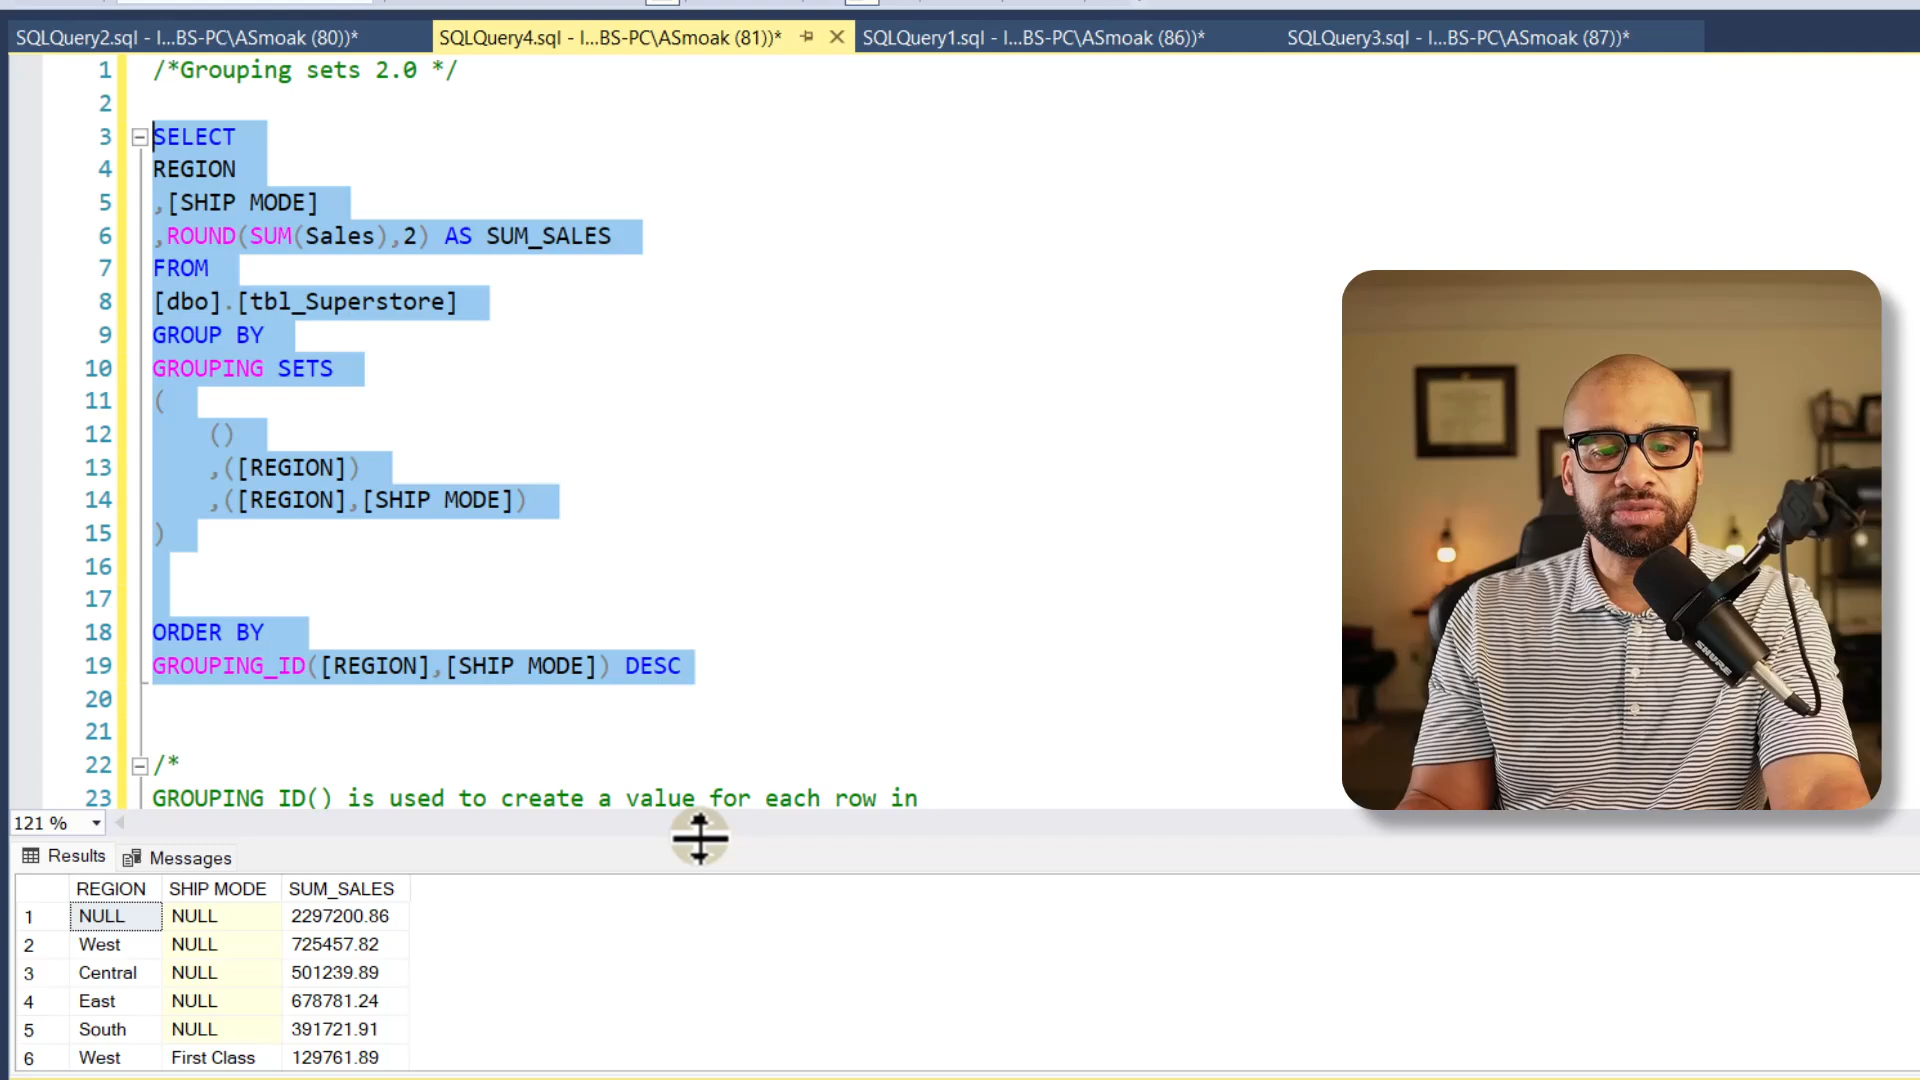 SQLQuery2.sql - I...BS-PC\ASmoak (80))*
SQLQuery4.sql - I...BS-PC\ASmoak (81))*
SQLQuery1.sql - I...BS-PC\ASmoak (86))*
SQLQuery3.sql - I...BS-PC\ASmoak (87))*
1 /*Grouping sets 2.0 */
2
3 SELECT
4 REGION
5 ,[SHIP MODE]
6 ,ROUND(SUM(Sales),2) AS SUM_SALES
7 FROM
8 [dbo].[tbl_Superstore]
9 GROUP BY
10 GROUPING SETS
11 (
12 ()
13 ,([REGION])
14 ,([REGION],[SHIP MODE])
15 )
16
17
18 ORDER BY
19 GROUPING_ID([REGION],[SHIP MODE]) DESC
20
21
22 /*
23 GROUPING ID() is used to create a value for each row in
121 %
Results Messages
REGION SHIP MODE SUM_SALES
1 NULL NULL 2297200.86
2 West NULL 725457.82
3 Central NULL 501239.89
4 East NULL 678781.24
5 South NULL 391721.91
6 West First Class 129761.89
SHURE